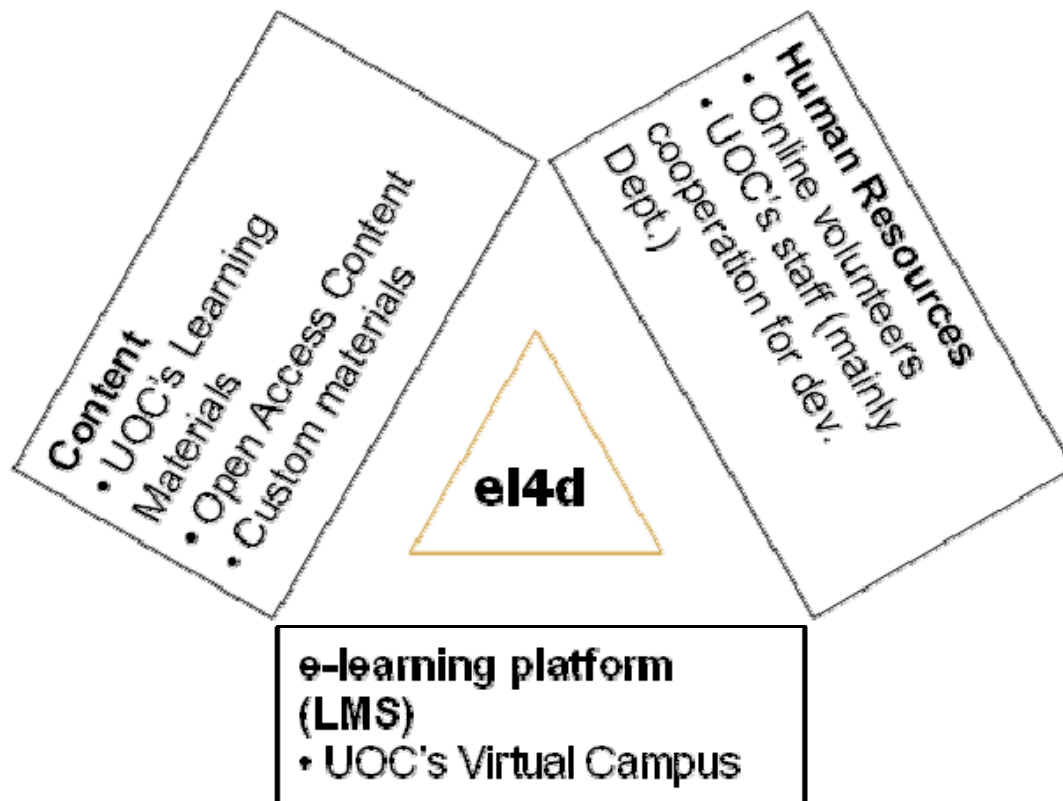 Content
• UOC's Learning
Materials
• Open Access Content
• Custom materials
Human Resources
• Online volunteers
• UOC's staff (mainly
cooperation for dev.
Dept.)
el4d
e-learning platform
(LMS)
• UOC's Virtual Campus